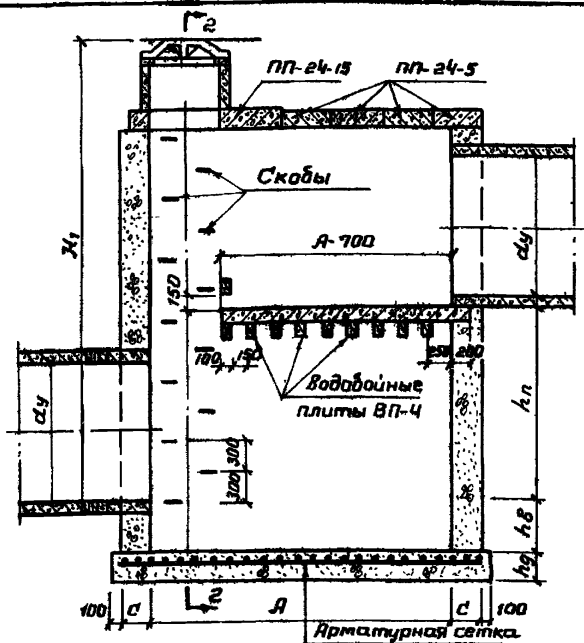 2
ПП-24-15
ПП-24-5
Скобы
H1
dу
А-700
150
100
150
250
200
Водобойные
плиты ВП-4
dу
hп
300
300
hв
hд
100
d
2
А
d
100
Арматурная сетка